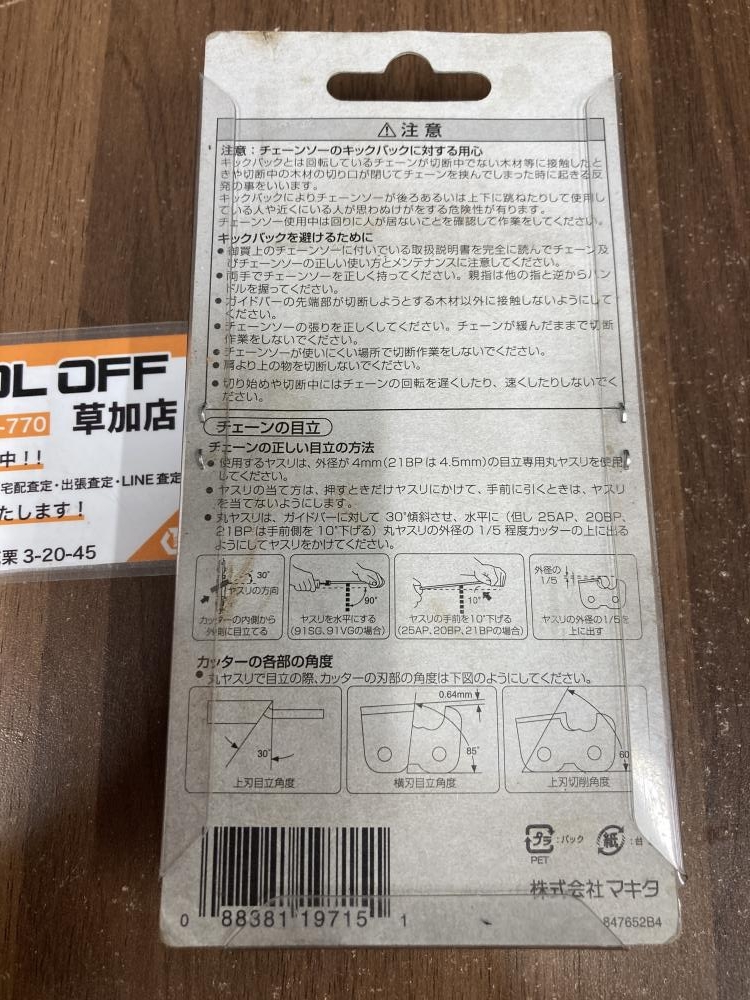 ⚠注意
注意：チェーンソーのキックバックに対する用心
キックバックとは回転しているチェーンが切断中でない木材等に接触したと
きや切断中の木材の切り口が閉じてチェーンを挟んでしまった時に起きる反
発の事をいいます。
キックバックによりチェーンソーが後ろあるいは上下に跳ねたりして使用し
ている人や近くにいる人が思わぬけがをする危険性が有ります。
チェーンソー使用中は回りに人が居ないことを確認して作業をしてください。
キックバックを避けるために
●御買上のチェーンソーに付いている取扱説明書を完全に読んでチェーン及
びチェーンソーの正しい使い方とメンテナンスに注意してください。
●両手でチェーンソーを正しく持ってください。親指は他の指と逆からハン
ドルを握ってください。
●ガイドバーの先端部が切断しようとする木材以外に接触しないようにして
ください。
●チェーンソーの張りを正しくしてください。チェーンが緩んだままで切断
作業をしないでください。
●チェーンソーが使いにくい場所で切断作業をしないでください。
●肩より上の物を切断しないでください。
●切り始めや切断中にはチェーンの回転を遅くしたり、速くしたりしないでく
ださい。
チェーンの目立
チェーンの正しい目立の方法
●使用するヤスリは、外径が4mm(21BPは4.5mm)の目立専用丸ヤスリを使用
してください。
●ヤスリの当て方は、押すときだけヤスリにかけて、手前に引くときは、ヤスリ
を当てないようにします。
●丸ヤスリは、ガイドバーに対して30°傾斜させ、水平に(但し25AP、20BP、
21BPは手前側を10°下げる)丸ヤスリの外径の1/5程度カッターの上に出る
ようにしてヤスリをかけてください。
30°
ヤスリの方向
カッターの内側から
外側に目立てる
90°
ヤスリを水平にする
(91SG、91VGの場合)
10°
ヤスリの手前を10°下げる
(25AP、20BP、21BPの場合)
外径の
1/5
ヤスリの外径の1/5を
上に出す
カッターの各部の角度
●丸ヤスリで目立の際、カッターの刃部の角度は下図のようにしてください。
30°
上刃目立角度
0.64mm
85°
横刃目立角度
60
上刃切削角度
プラ
PET
：パック
紙
：台
株式会社マキタ
0 88381 19715 1
847652B4
OL OFF
-770
草加店
中！！
宅配査定・出張査定・LINE査定
たします！
栗 3-20-45